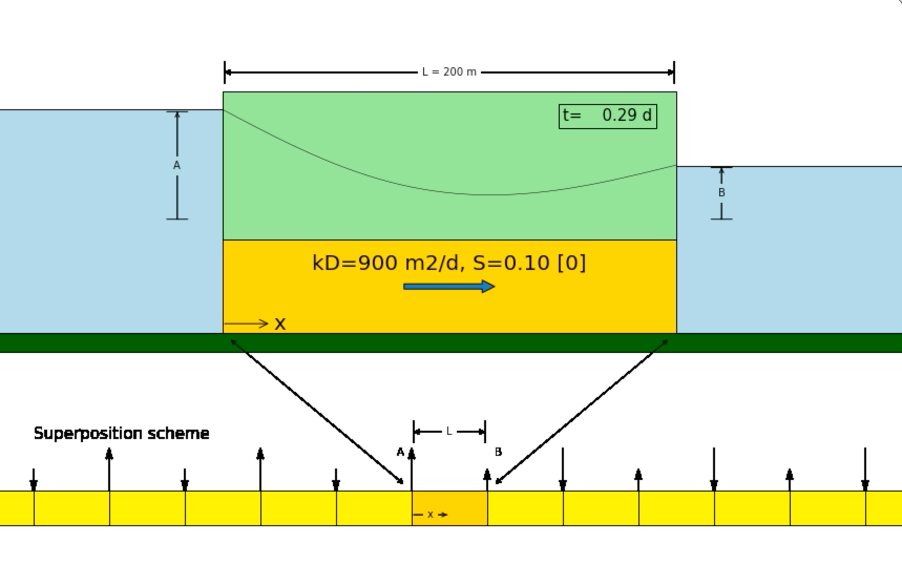 L = 200 m
t= 0.29 d
A
B
kD=900 m2/d, S=0.10 [0]
x
Superposition scheme
L
A
B
x